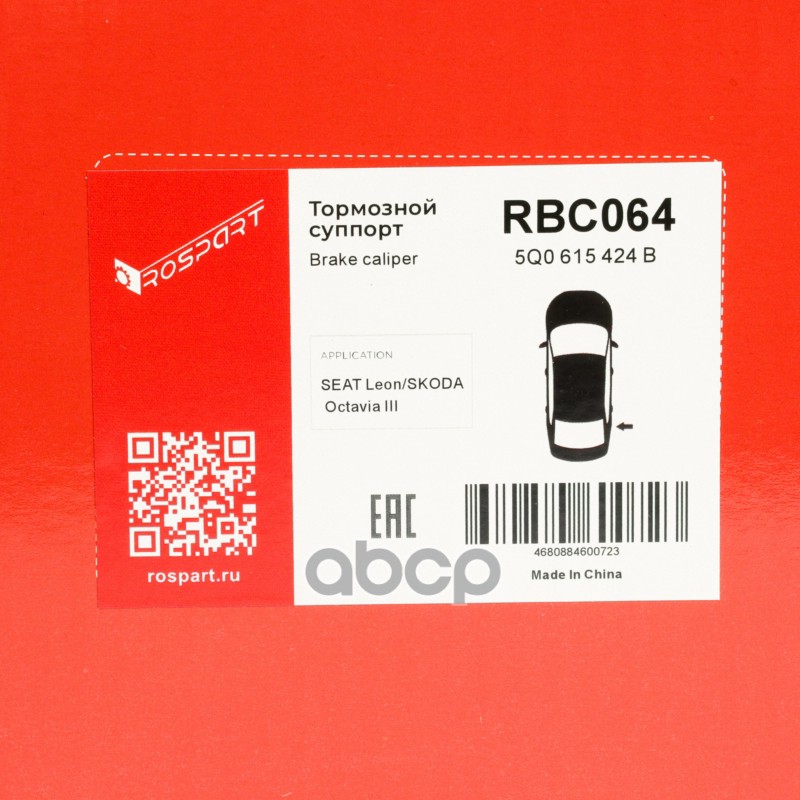 ROSPART
Тормозной
суппорт
Brake caliper
RBC064
5Q0 615 424 B
APPLICATION
SEAT Leon/SKODA
Octavia III
EAC
4680884600723
Made In China
rospart.ru
abcp